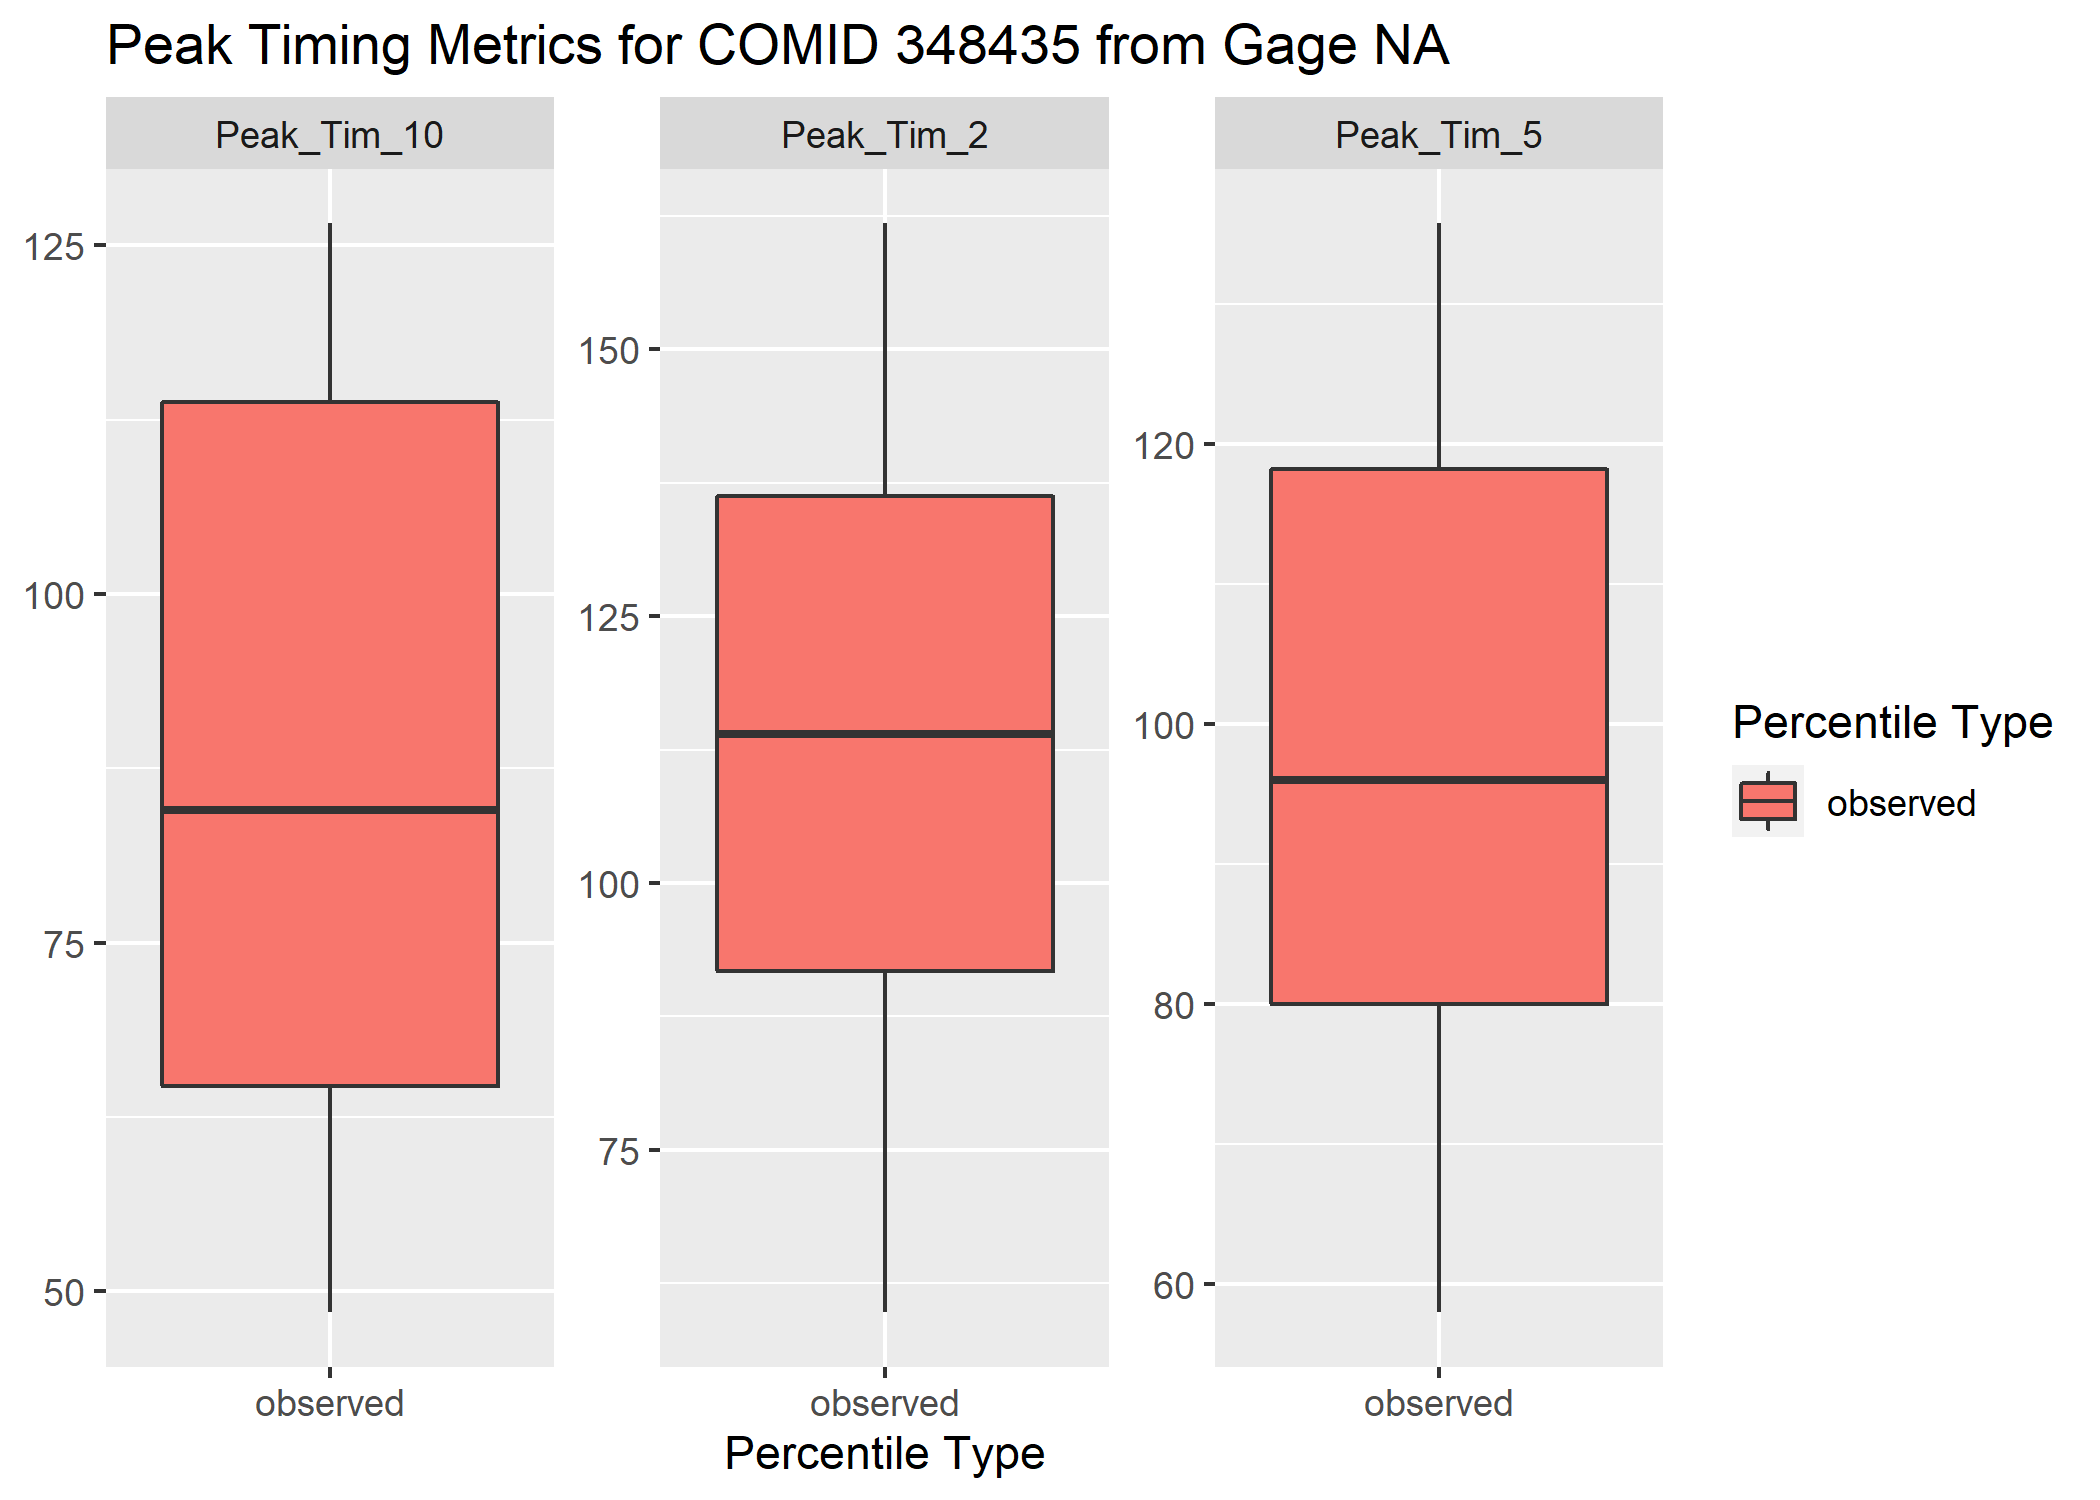 Peak Timing Metrics for COMID 348435 from Gage NA
Peak_Tim_10
Peak_Tim_2
Peak_Tim_5
125
100
75
50
150
125
100
75
120
100
80
60
observed
observed
observed
Percentile Type
Percentile Type
observed